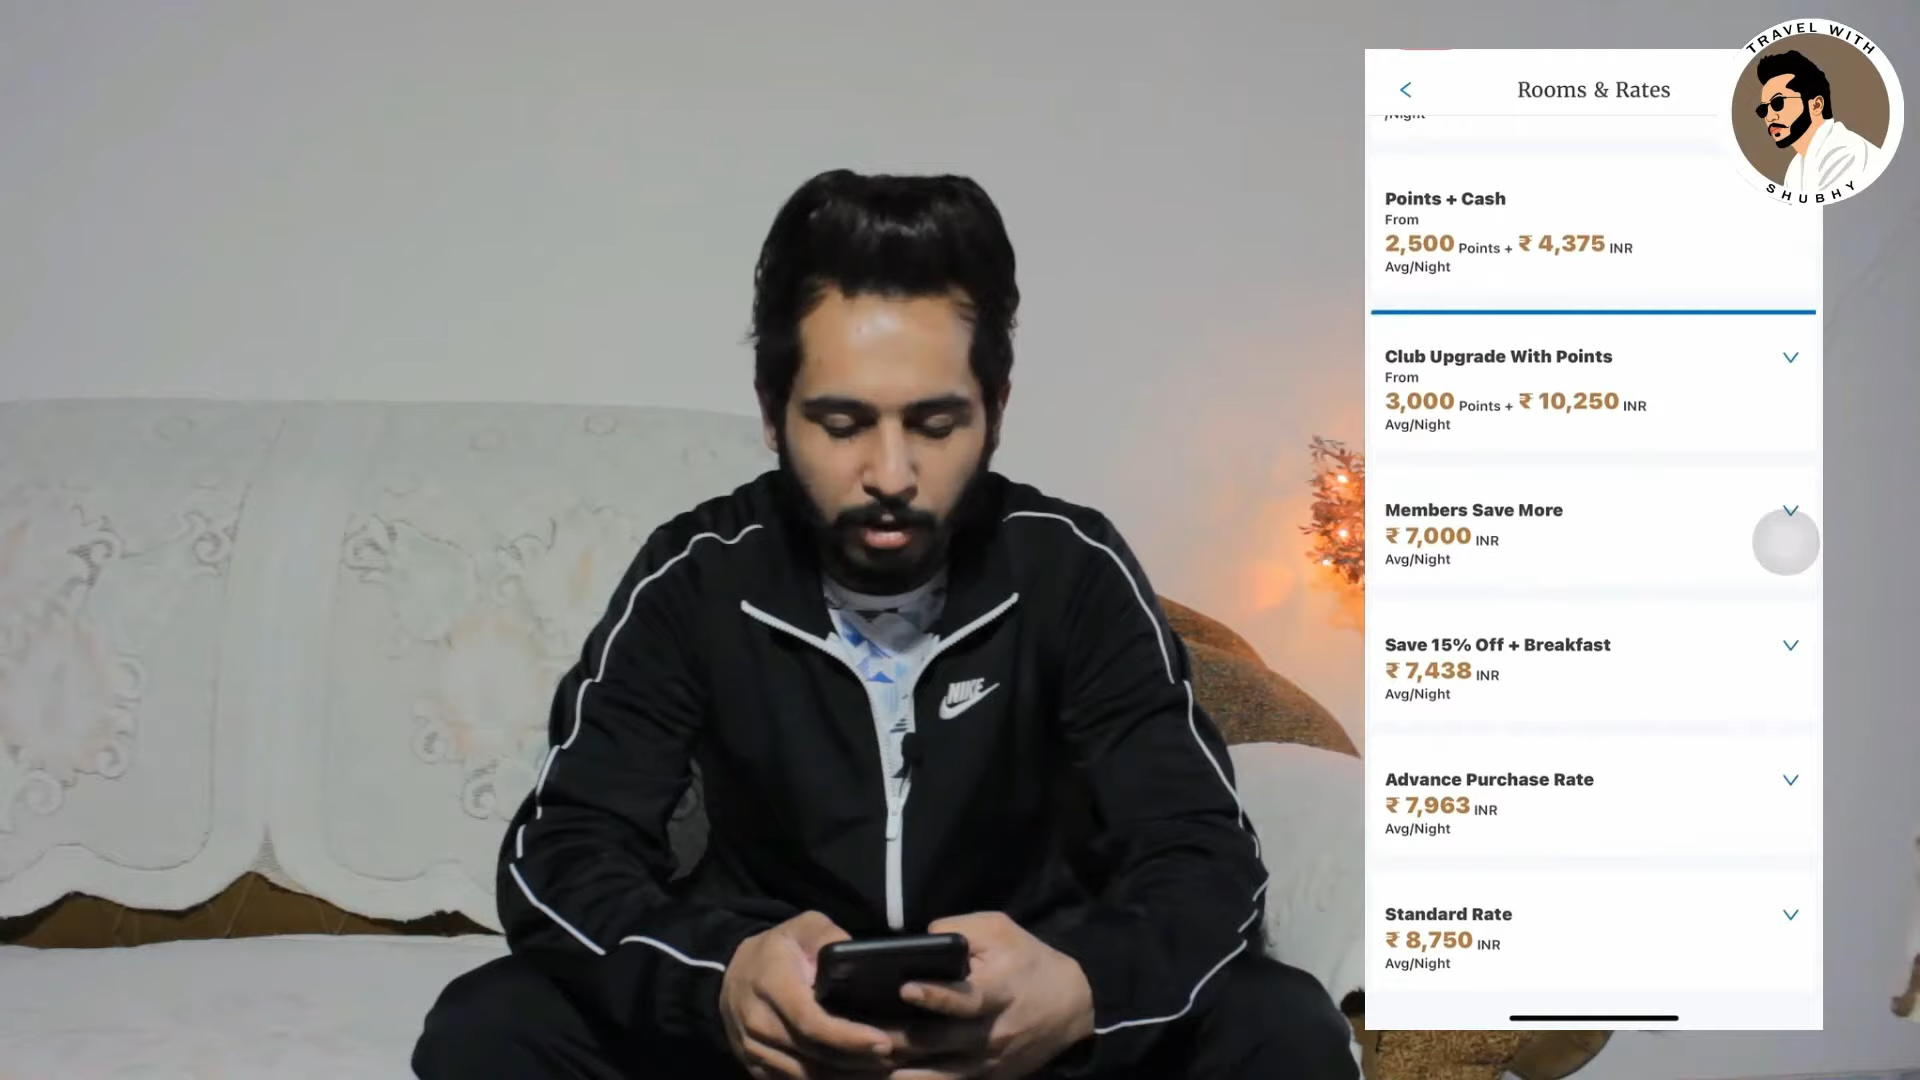 TRAVEL WITH
SHUBHY
Rooms & Rates
/Night
Points + Cash
From
2,500 Points + ₹ 4,375 INR
Avg/Night
Club Upgrade With Points
From
3,000 Points + ₹ 10,250 INR
Avg/Night
Members Save More
₹ 7,000 INR
Avg/Night
Save 15% Off + Breakfast
₹ 7,438 INR
Avg/Night
Advance Purchase Rate
₹ 7,963 INR
Avg/Night
Standard Rate
₹ 8,750 INR
Avg/Night
NIKE